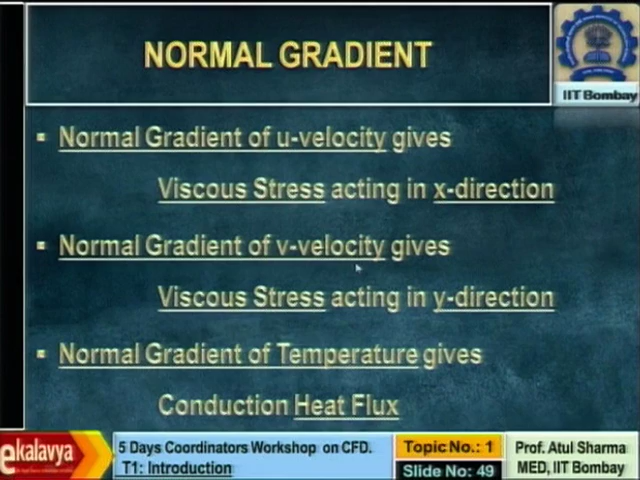 NORMAL GRADIENT
IIT Bombay
▪ Normal Gradient of u-velocity gives
Viscous Stress acting in x-direction
▪ Normal Gradient of v-velocity gives
Viscous Stress acting in y-direction
▪ Normal Gradient of Temperature gives
Conduction Heat Flux
ekalavya
5 Days Coordinators Workshop on CFD.
T1: Introduction
Topic No.: 1
Slide No: 49
Prof. Atul Sharma
MED, IIT Bombay